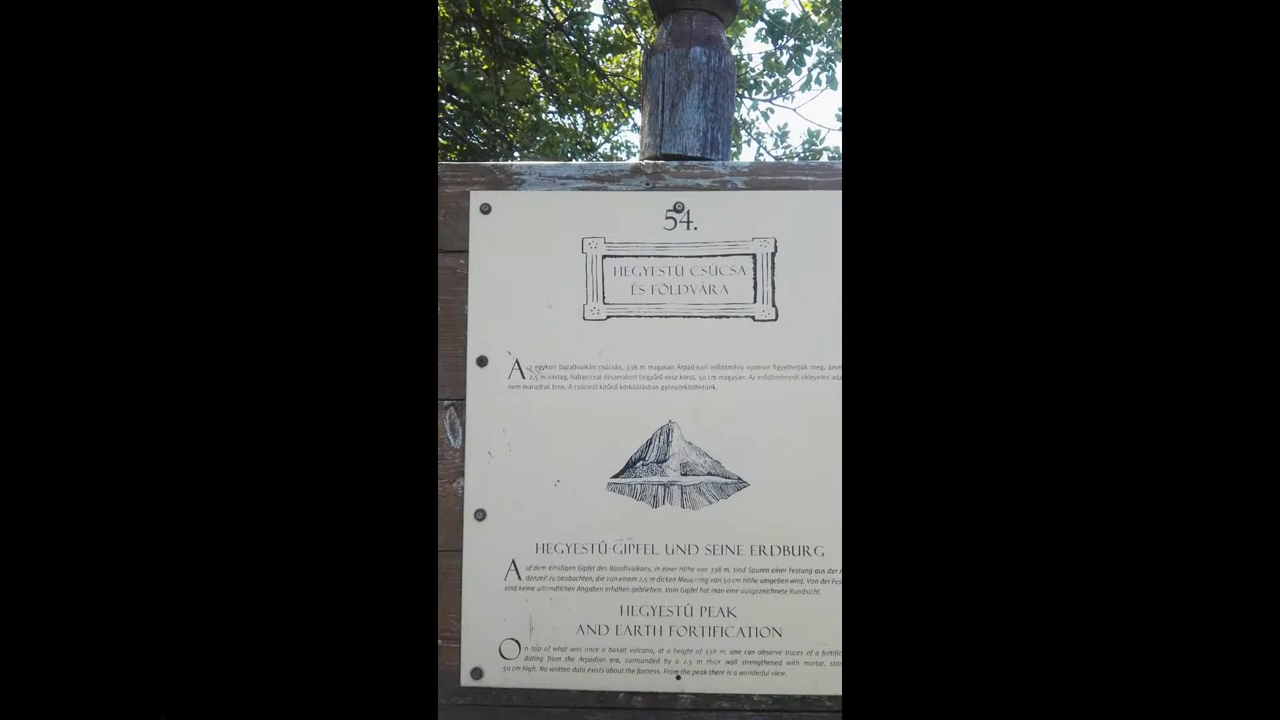 54.
HEGYESTŰ CSÚCSA
ÉS FÖLDVÁRA
Az egykori bazaltvulkán csúcsán, 338 m magasan Árpád-kori erődítmény nyomait figyelhetjük meg,
2,5 m vastag, habarccsal összerakott falgyűrű vesz körül, 50 cm magasan. Az erődítményről okleveles
nem maradtak fenn. A csúcsról kitűnő körkilátásban gyönyörködhetünk.
HEGYESTŰ-GIPFEL UND SEINE ERDBURG
Auf dem einstigen Gipfel des Basaltvulkans, in einer Höhe von 338 m, sind Spuren einer Festung aus der
denzeit zu beobachten, die von einem 2,5 m dicken Mauerring von 50 cm Höhe umgeben wird. Von der
sind keine urkundlichen Angaben erhalten geblieben. Vom Gipfel hat man eine ausgezeichnete Rundsicht.
HEGYESTŰ PEAK
AND EARTH FORTIFICATION
On top of what was once a basalt volcano, at a height of 338 m, one can observe traces of a
dating from the Arpadian era, surrounded by a 2,5 m thick wall strengthened with mortar,
50 cm high. No written data exists about the fortress. From the peak there is a wonderful view.